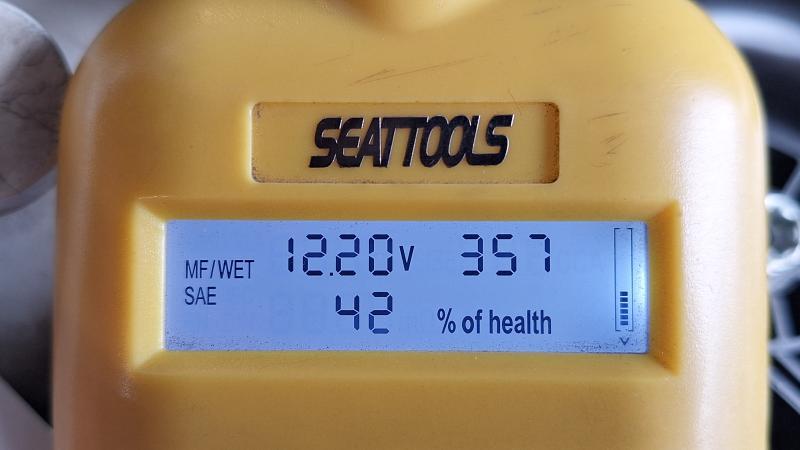 SEATTOOLS
MF/WET 12.20V 357
SAE 42 % of health